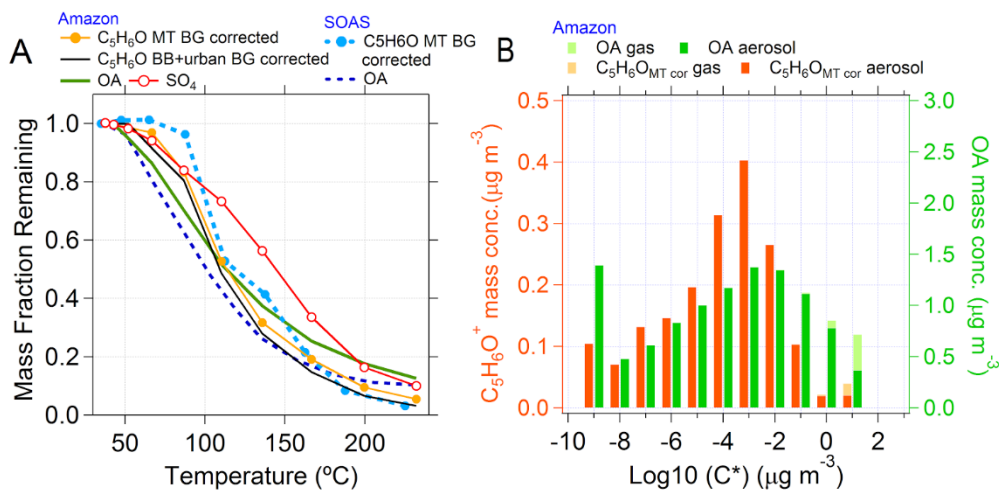 A
Amazon
C₅H₆O MT BG corrected
C₅H₆O BB+urban BG corrected
OA SO₄
SOAS
C5H6O MT BG
corrected
OA
Mass Fraction Remaining
1.0
0.8
0.6
0.4
0.2
0.0
50 100 150 200
Temperature (ºC)
B
Amazon
OA gas OA aerosol
C₅H₆O_MT cor gas C₅H₆O_MT cor aerosol
C₅H₆O⁺ mass conc.(µg m⁻³)
0.5
0.4
0.3
0.2
0.1
0.0
3.0
2.5
2.0
1.5
1.0
0.5
0.0
OA mass conc. (µg m⁻³)
-10 -8 -6 -4 -2 0 2
Log10 (C*) (µg m⁻³)